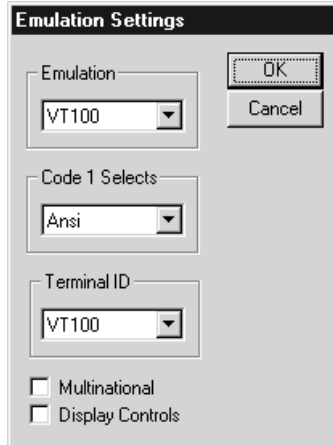 Emulation Settings
Emulation
VT100
OK
Cancel
Code 1 Selects
Ansi
Terminal ID
VT100
Multinational
Display Controls